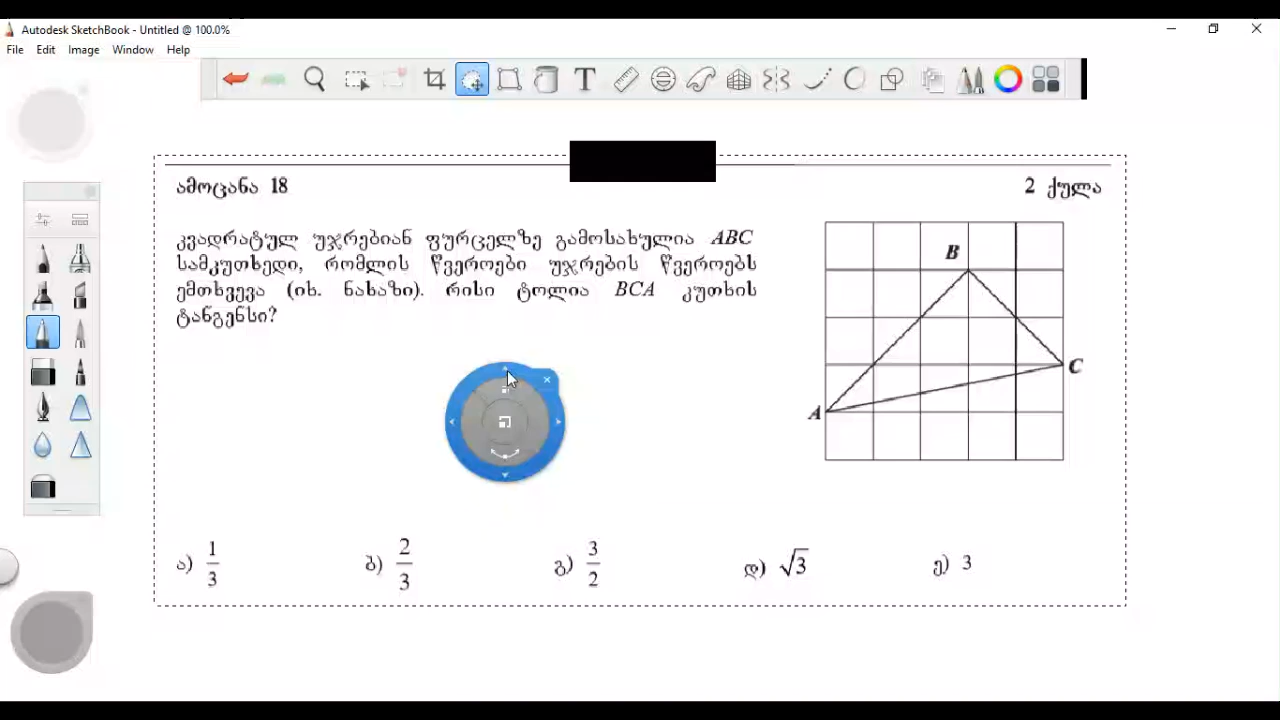 Autodesk SketchBook - Untitled @ 100.0%
File Edit Image Window Help
T
ამოცანა 18
2 ქულა
კვადრატულ უჯრებიან ფურცელზე გამოსახულია ABC
სამკუთხედი, რომლის წვეროები უჯრების წვეროებს
ემთხვევა (იხ. ნახაზი). რისი ტოლია BCA კუთხის
ტანგენსი?
B
C
A
ა) 1/3 ბ) 2/3 გ) 3/2 დ) √3 ე) 3